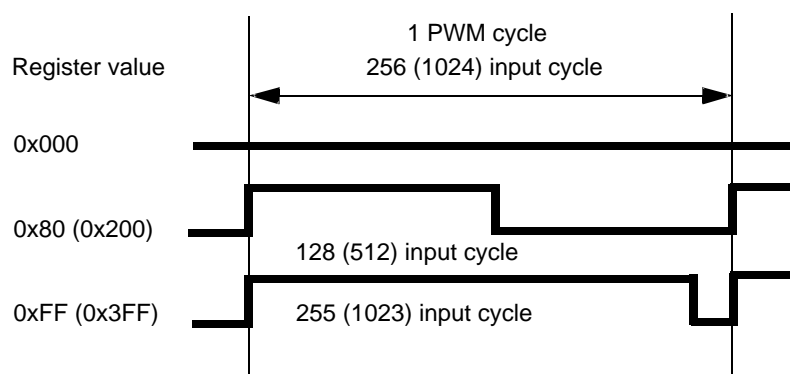 1 PWM cycle
Register value
256 (1024) input cycle
0x000
0x80 (0x200)
128 (512) input cycle
0xFF (0x3FF)
255 (1023) input cycle